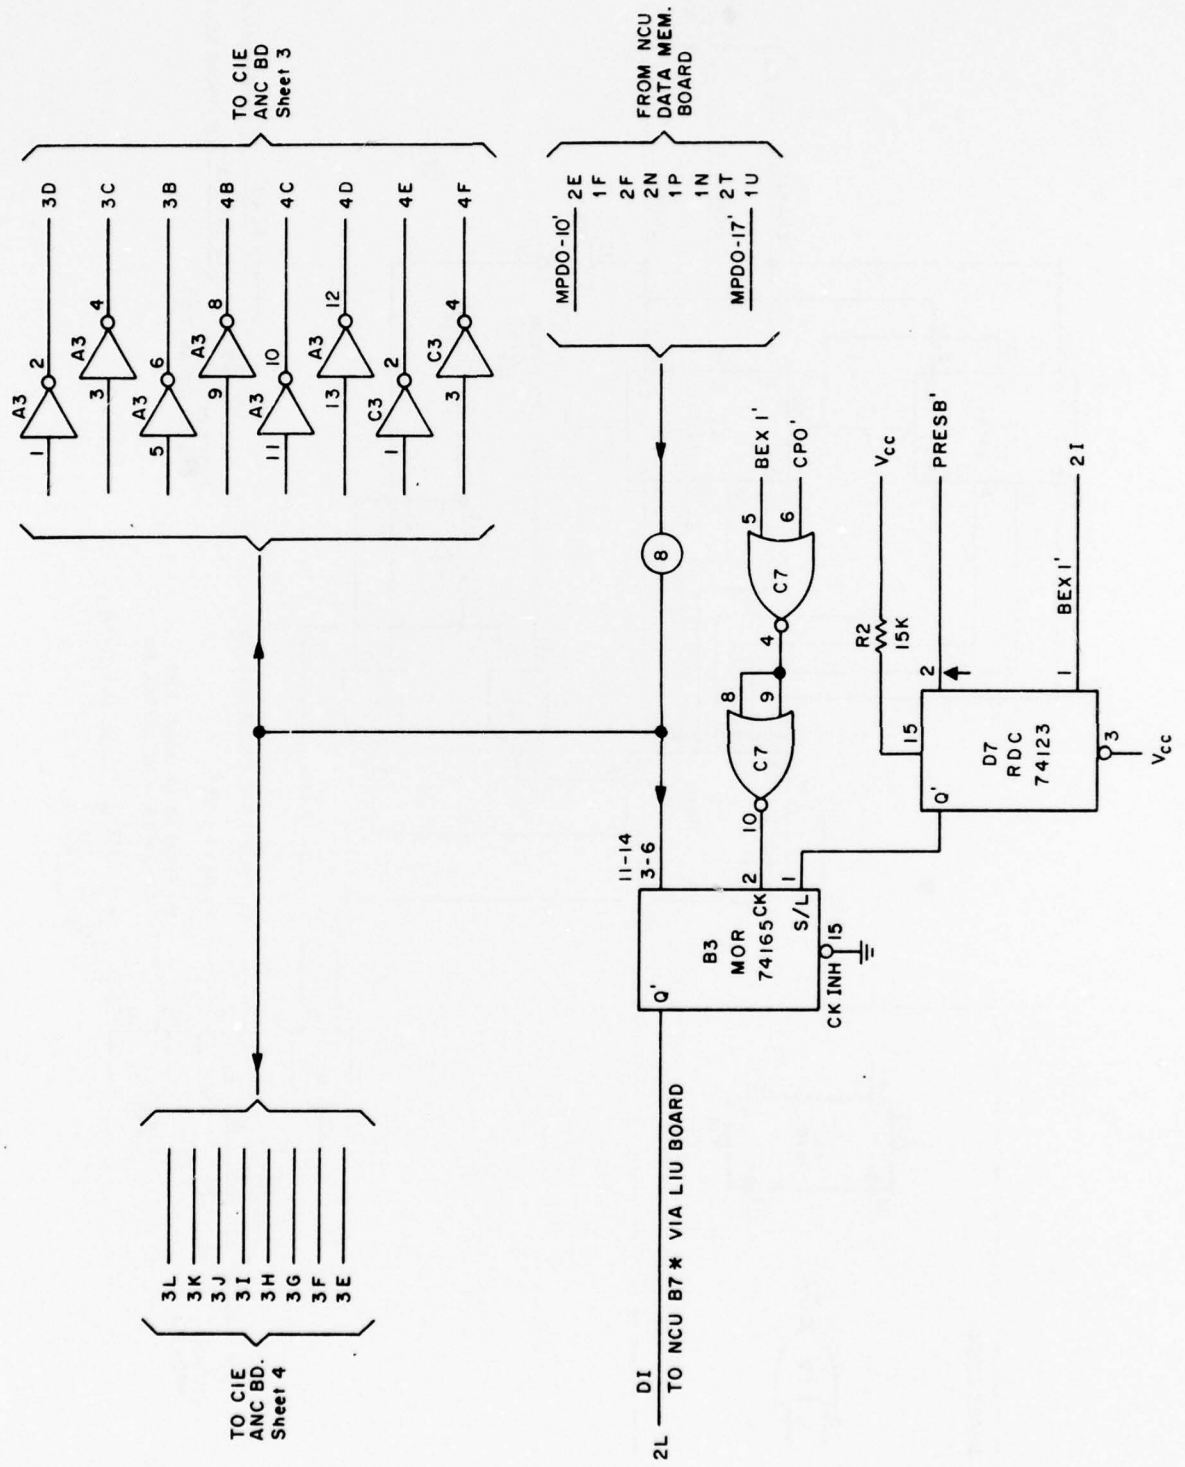 TO CIE
ANC BD
Sheet 3
3D
3C
3B
4B
4C
4D
4E
4F
A3
1
2
A3
3
4
A3
5
6
A3
9
8
A3
11
10
A3
13
12
C3
1
2
C3
3
4
FROM NCU
DATA MEM.
BOARD
MPDO-10'
2E
1F
2F
2N
1P
1N
2T
MPDO-17'
1U
8
BEX 1'
CPO'
5
6
C7
4
8
9
C7
10
VCC
PRESB'
2I
R2
15K
BEX1'
15
2
1
D7
RDC
74123
Q'
3
VCC
11-14
3-6
2
1
CK
S/L
B3
MOR
74165
Q'
15
CK INH
DI
2L
TO NCU B7 * VIA LIU BOARD
3L
3K
3J
3I
3H
3G
3F
3E
TO CIE
ANC BD.
Sheet 4